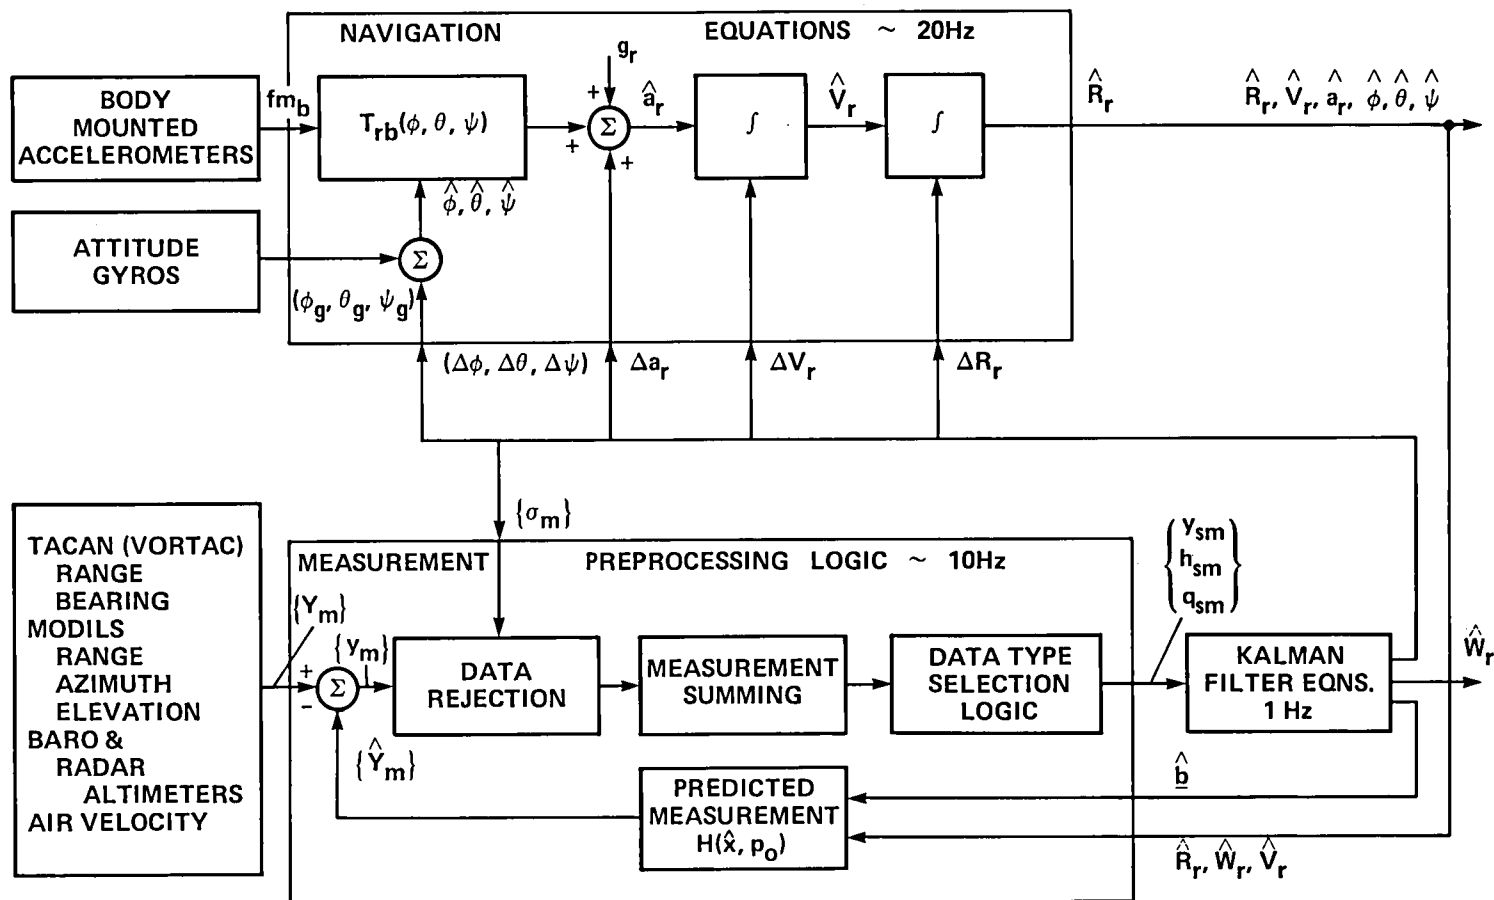 NAVIGATION EQUATIONS ~ 20Hz
BODY
MOUNTED
ACCELEROMETERS
fm_b
T_rb(ϕ, θ, ψ)
g_r
+
+
+
Σ
â_r
∫
V̂_r
∫
R̂_r
R̂_r, V̂_r, â_r, ϕ̂, θ̂, ψ̂
ϕ̂, θ̂, ψ̂
ATTITUDE
GYROS
Σ
(ϕ_g, θ_g, ψ_g)
(Δϕ, Δθ, Δψ)
Δa_r
ΔV_r
ΔR_r
{σ_m}
MEASUREMENT PREPROCESSING LOGIC ~ 10Hz
TACAN (VORTAC)
RANGE
BEARING
MODILS
RANGE
AZIMUTH
ELEVATION
BARO &
RADAR
ALTIMETERS
AIR VELOCITY
{Y_m}
+
−
Σ
{y_m}
{Ŷ_m}
DATA
REJECTION
MEASUREMENT
SUMMING
DATA TYPE
SELECTION
LOGIC
y_sm
h_sm
q_sm
KALMAN
FILTER EQNS.
1 Hz
Ŵ_r
b̂
PREDICTED
MEASUREMENT
H(x̂, p_o)
R̂_r, Ŵ_r, V̂_r